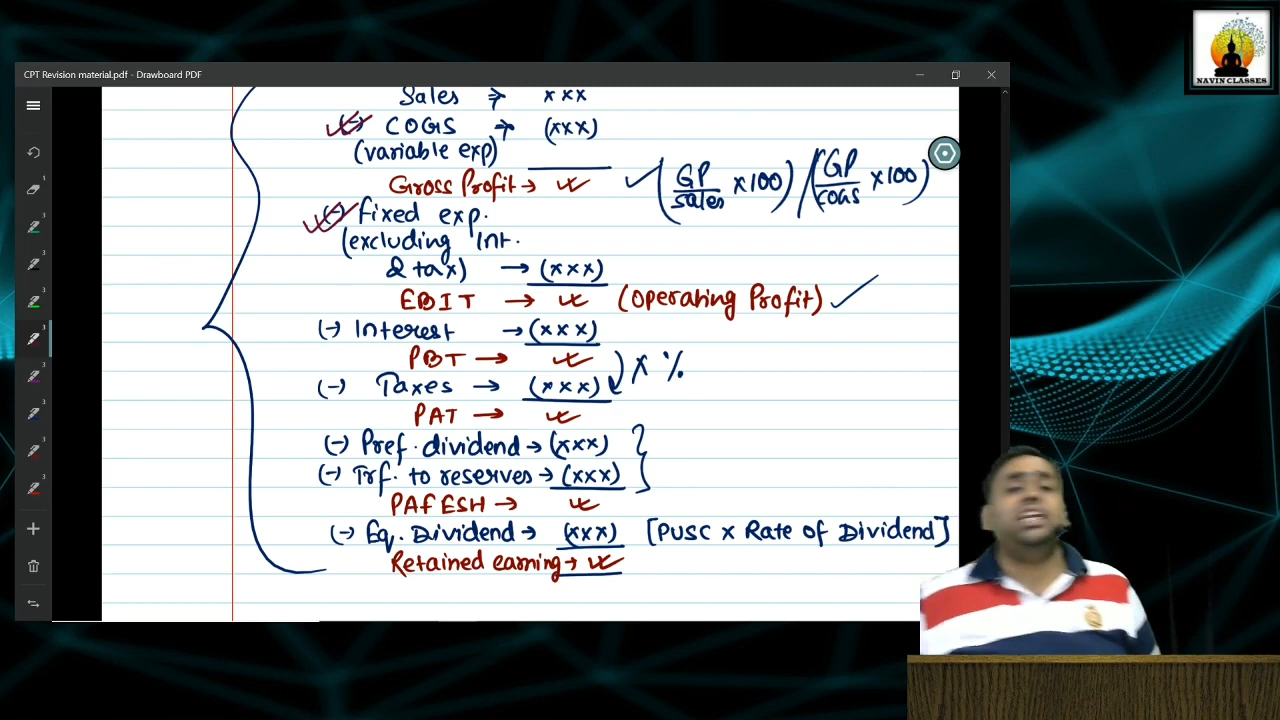 NAVIN CLASSES
CPT Revision material.pdf - Drawboard PDF
Sales → xxx
(-) COGS → (xxx)
(variable exp)
Gross Profit → (GP/sales x100) / (GP/COGS x100)
(-) fixed exp.
(excluding Int.
& tax) → (xxx)
EBIT → (Operating Profit)
(-) Interest → (xxx)
PBT → x %
(-) Taxes → (xxx)
PAT →
(-) Pref. dividend → (xxx)
(-) Trf. to reserves → (xxx)
PAFESH →
(-) Eq. Dividend → (xxx) [PUSC x Rate of Dividend]
Retained earning →